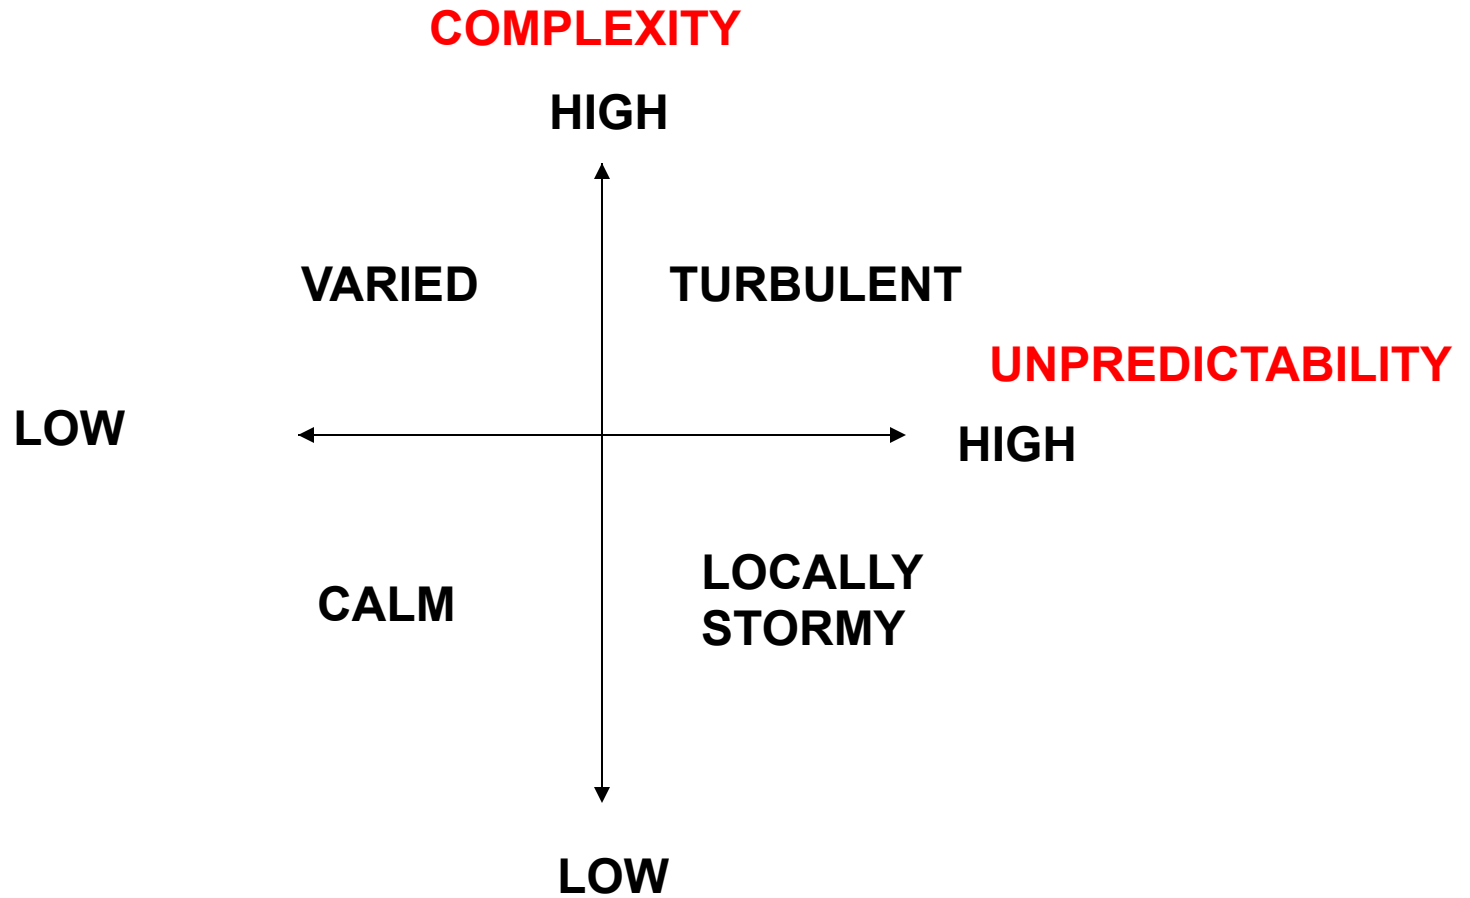 COMPLEXITY
HIGH
VARIED
TURBULENT
UNPREDICTABILITY
LOW
HIGH
CALM
LOCALLY
STORMY
LOW